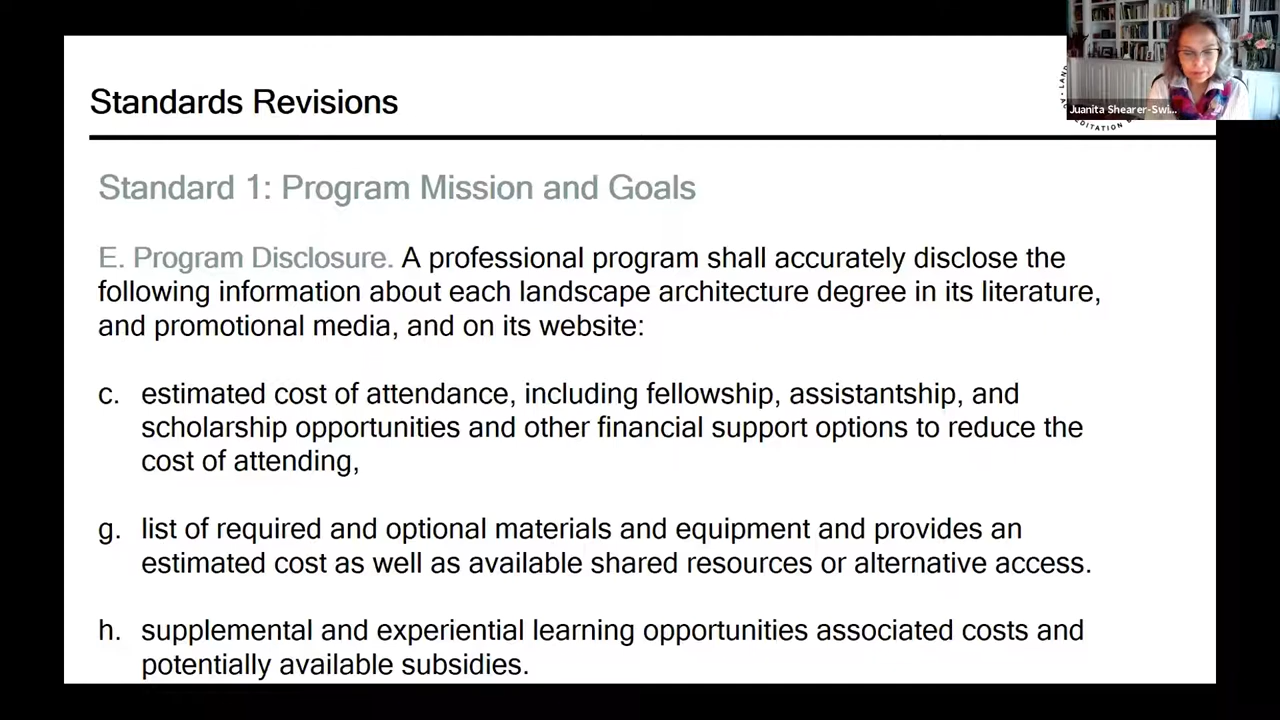 Standards Revisions
Juanita Shearer-Swi...
Standard 1: Program Mission and Goals
E. Program Disclosure. A professional program shall accurately disclose the
following information about each landscape architecture degree in its literature,
and promotional media, and on its website:
c. estimated cost of attendance, including fellowship, assistantship, and
scholarship opportunities and other financial support options to reduce the
cost of attending,
g. list of required and optional materials and equipment and provides an
estimated cost as well as available shared resources or alternative access.
h. supplemental and experiential learning opportunities associated costs and
potentially available subsidies.